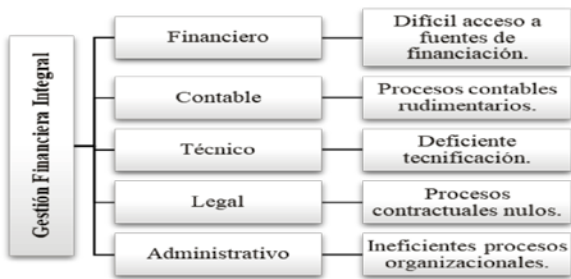 Gestión Financiera Integral
Financiero
Difícil acceso a
fuentes de
financiación.
Contable
Procesos contables
rudimentarios.
Técnico
Deficiente
tecnificación.
Legal
Procesos
contractuales nulos.
Administrativo
Ineficientes procesos
organizacionales.